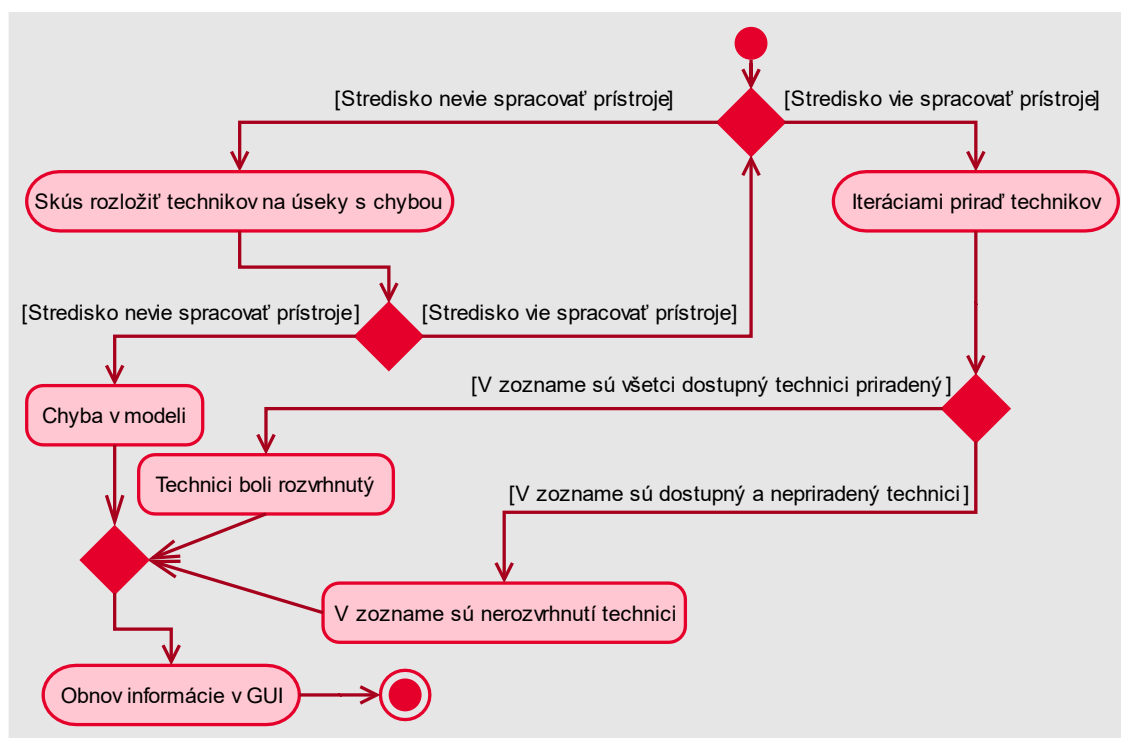 [Stredisko nevie spracovať prístroje]
[Stredisko vie spracovať prístroje]
Skús rozložiť technikov na úseky s chybou
Iteráciami priraď technikov
[Stredisko nevie spracovať prístroje]
[Stredisko vie spracovať prístroje]
[V zozname sú všetci dostupný technici priradený]
Chyba v modeli
Technici boli rozvrhnutý
[V zozname sú dostupný a nepriradený technici]
V zozname sú nerozvrhnutí technici
Obnov informácie v GUI